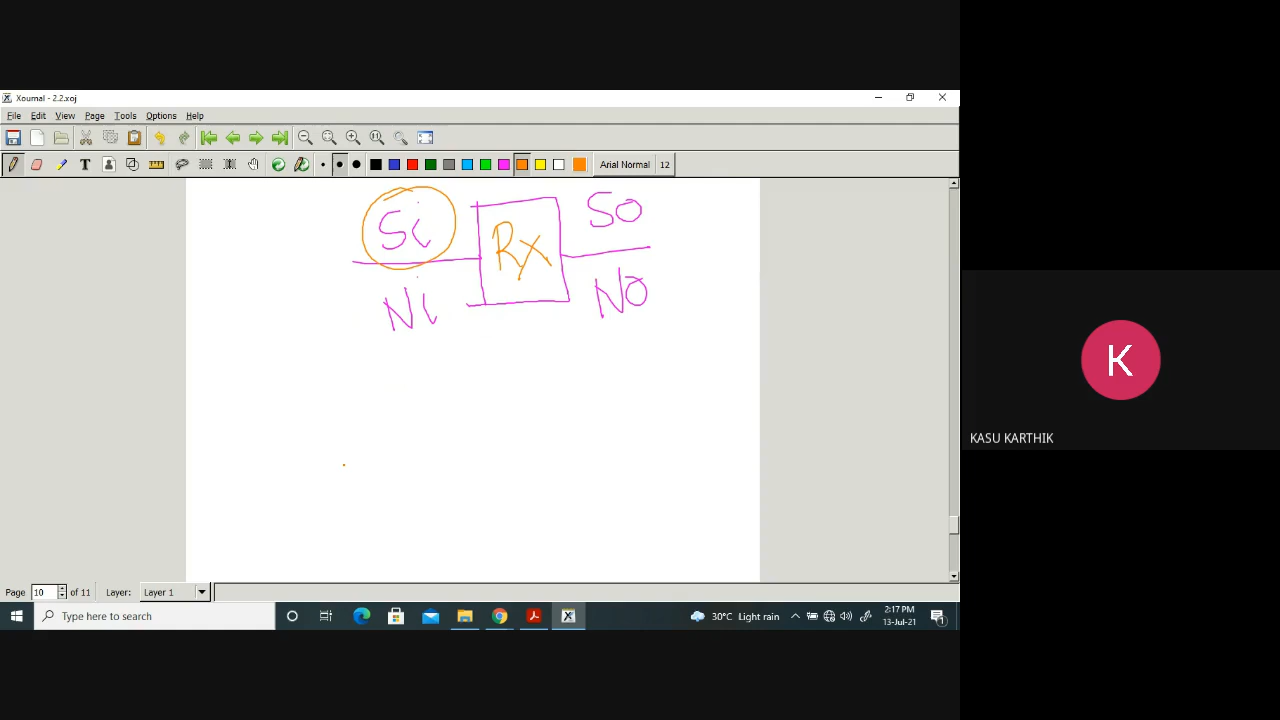 Xournal - 2.2.xoj
File Edit View Page Tools Options Help
T Arial Normal 12
Si Rx So
Ni No
K
KASU KARTHIK
Page 10 of 11 Layer: Layer 1
Type here to search 30°C Light rain 2:17 PM
13-Jul-21 1